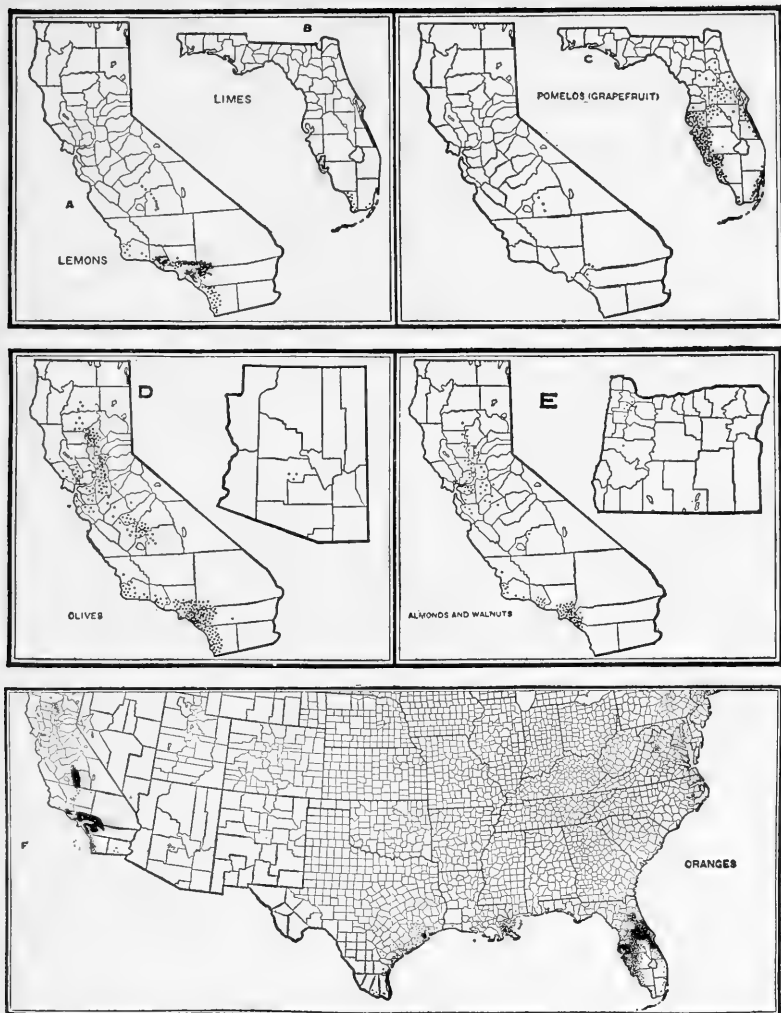 B
LIMES
A
LEMONS
C
POMELOS (GRAPEFRUIT)
D
OLIVES
E
ALMONDS AND WALNUTS
F
ORANGES